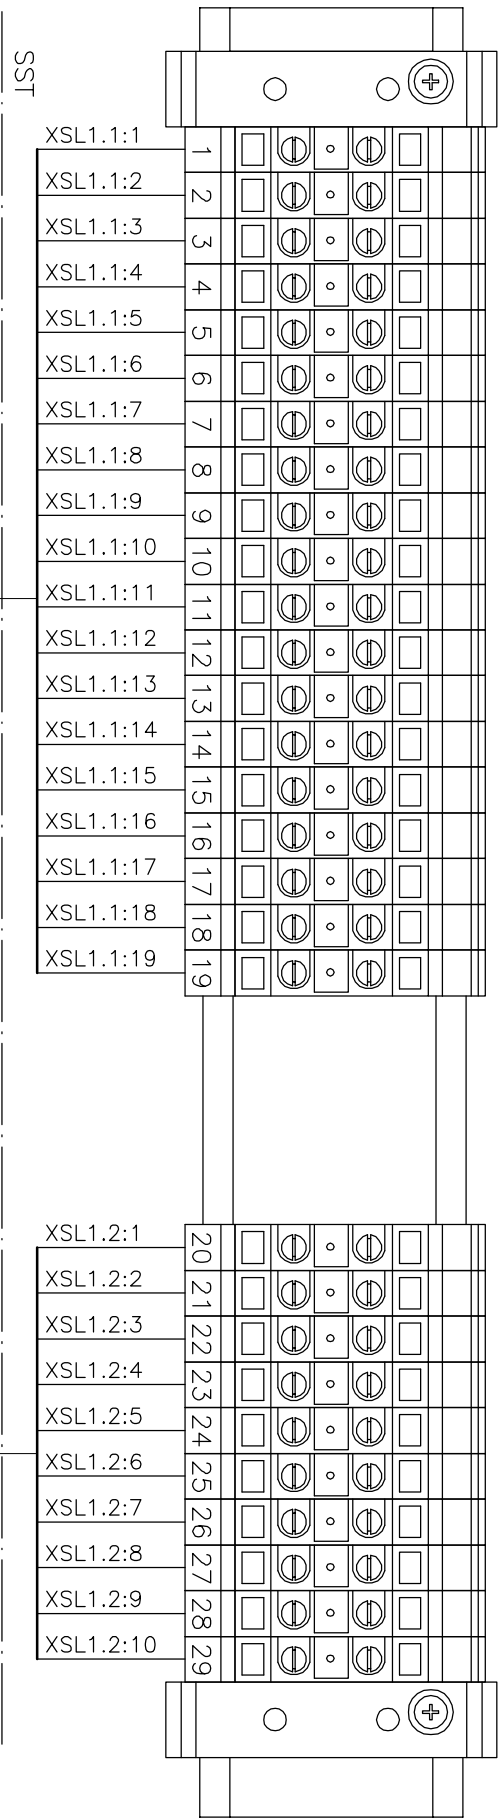 SST
XSL1.1:1 1
XSL1.1:2 2
XSL1.1:3 3
XSL1.1:4 4
XSL1.1:5 5
XSL1.1:6 6
XSL1.1:7 7
XSL1.1:8 8
XSL1.1:9 9
XSL1.1:10 10
XSL1.1:11 11
XSL1.1:12 12
XSL1.1:13 13
XSL1.1:14 14
XSL1.1:15 15
XSL1.1:16 16
XSL1.1:17 17
XSL1.1:18 18
XSL1.1:19 19
XSL1.2:1 20
XSL1.2:2 21
XSL1.2:3 22
XSL1.2:4 23
XSL1.2:5 24
XSL1.2:6 25
XSL1.2:7 26
XSL1.2:8 27
XSL1.2:9 28
XSL1.2:10 29